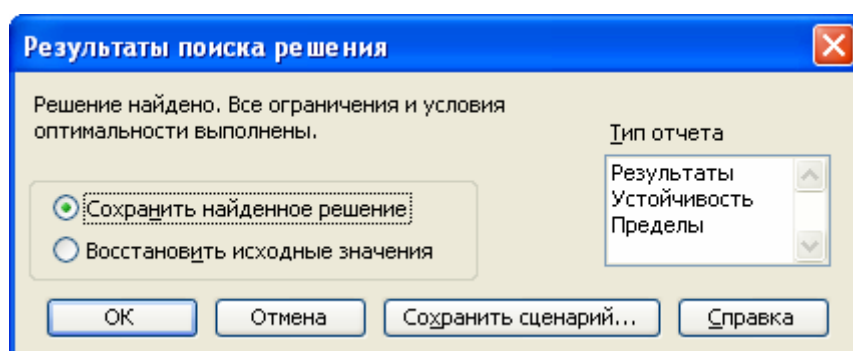 Результаты поиска решения
Решение найдено. Все ограничения и условия
оптимальности выполнены.
Тип отчета
Результаты
Устойчивость
Пределы
Сохранить найденное решение
Восстановить исходные значения
ОК
Отмена
Сохранить сценарий...
Справка